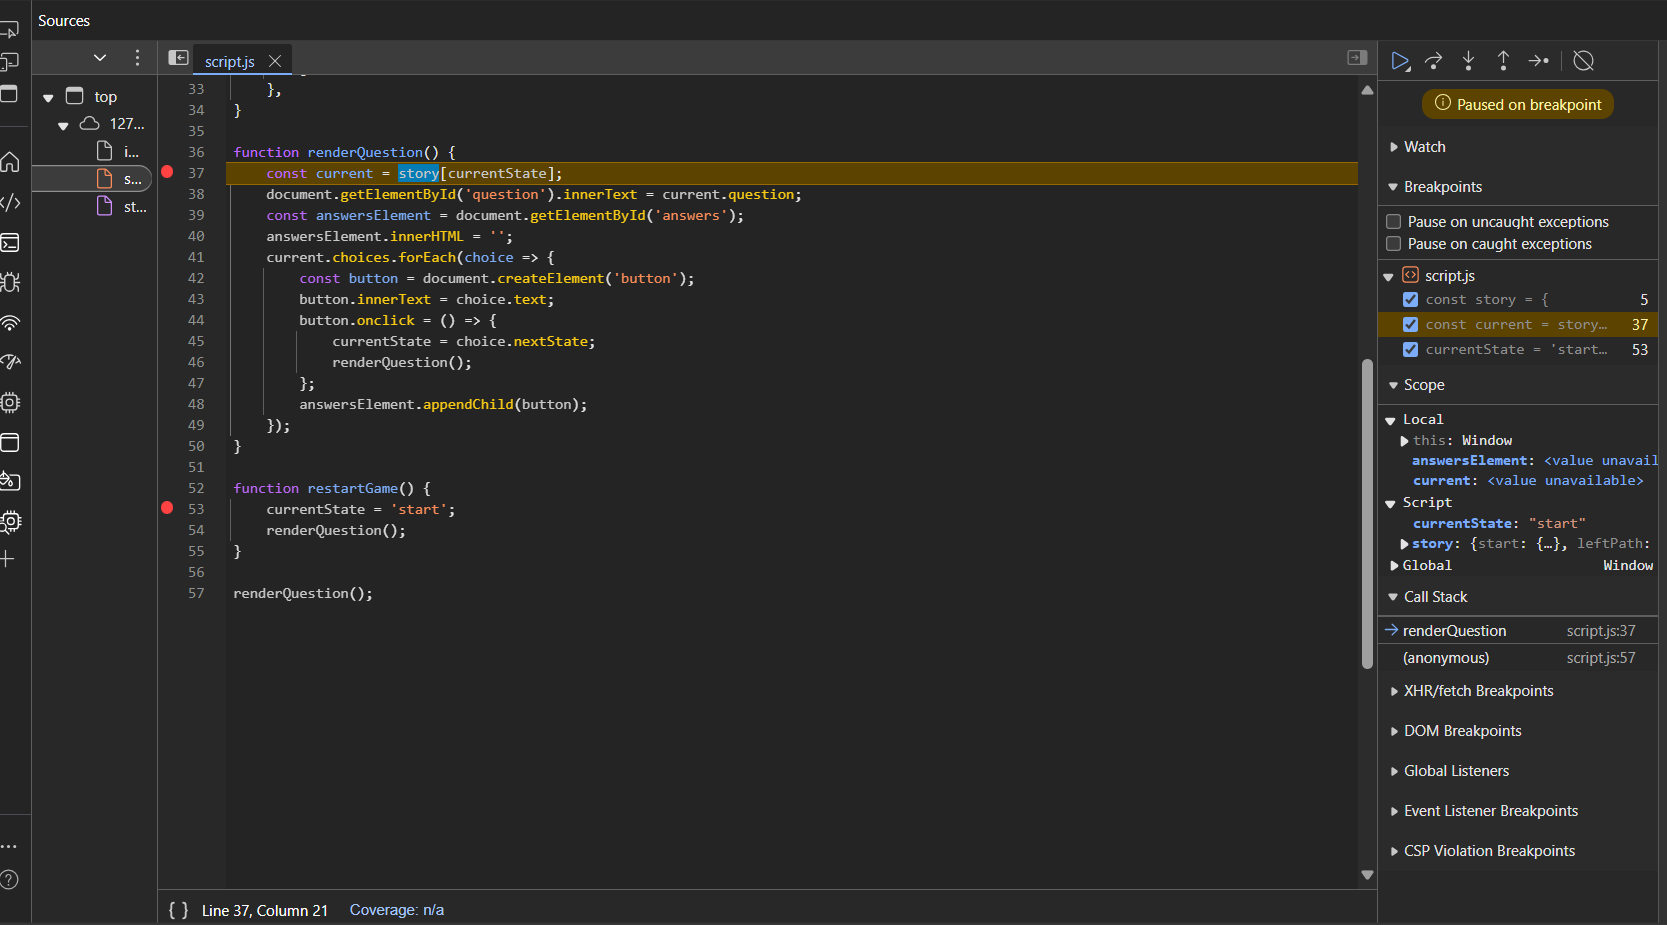 Sources
script.js
top
127...
i...
s...
st...
33 },
34 }
35
36 function renderQuestion() {
37 const current = story[currentState];
38 document.getElementById('question').innerText = current.question;
39 const answersElement = document.getElementById('answers');
40 answersElement.innerHTML = '';
41 current.choices.forEach(choice => {
42 const button = document.createElement('button');
43 button.innerText = choice.text;
44 button.onclick = () => {
45 currentState = choice.nextState;
46 renderQuestion();
47 };
48 answersElement.appendChild(button);
49 });
50 }
51
52 function restartGame() {
53 currentState = 'start';
54 renderQuestion();
55 }
56
57 renderQuestion();
{ } Line 37, Column 21 Coverage: n/a
Paused on breakpoint
Watch
Breakpoints
Pause on uncaught exceptions
Pause on caught exceptions
script.js
const story = { 5
const current = story… 37
currentState = 'start… 53
Scope
Local
this: Window
answersElement: <value unavail
current: <value unavailable>
Script
currentState: "start"
story: {start: {…}, leftPath:
Global Window
Call Stack
renderQuestion script.js:37
(anonymous) script.js:57
XHR/fetch Breakpoints
DOM Breakpoints
Global Listeners
Event Listener Breakpoints
CSP Violation Breakpoints